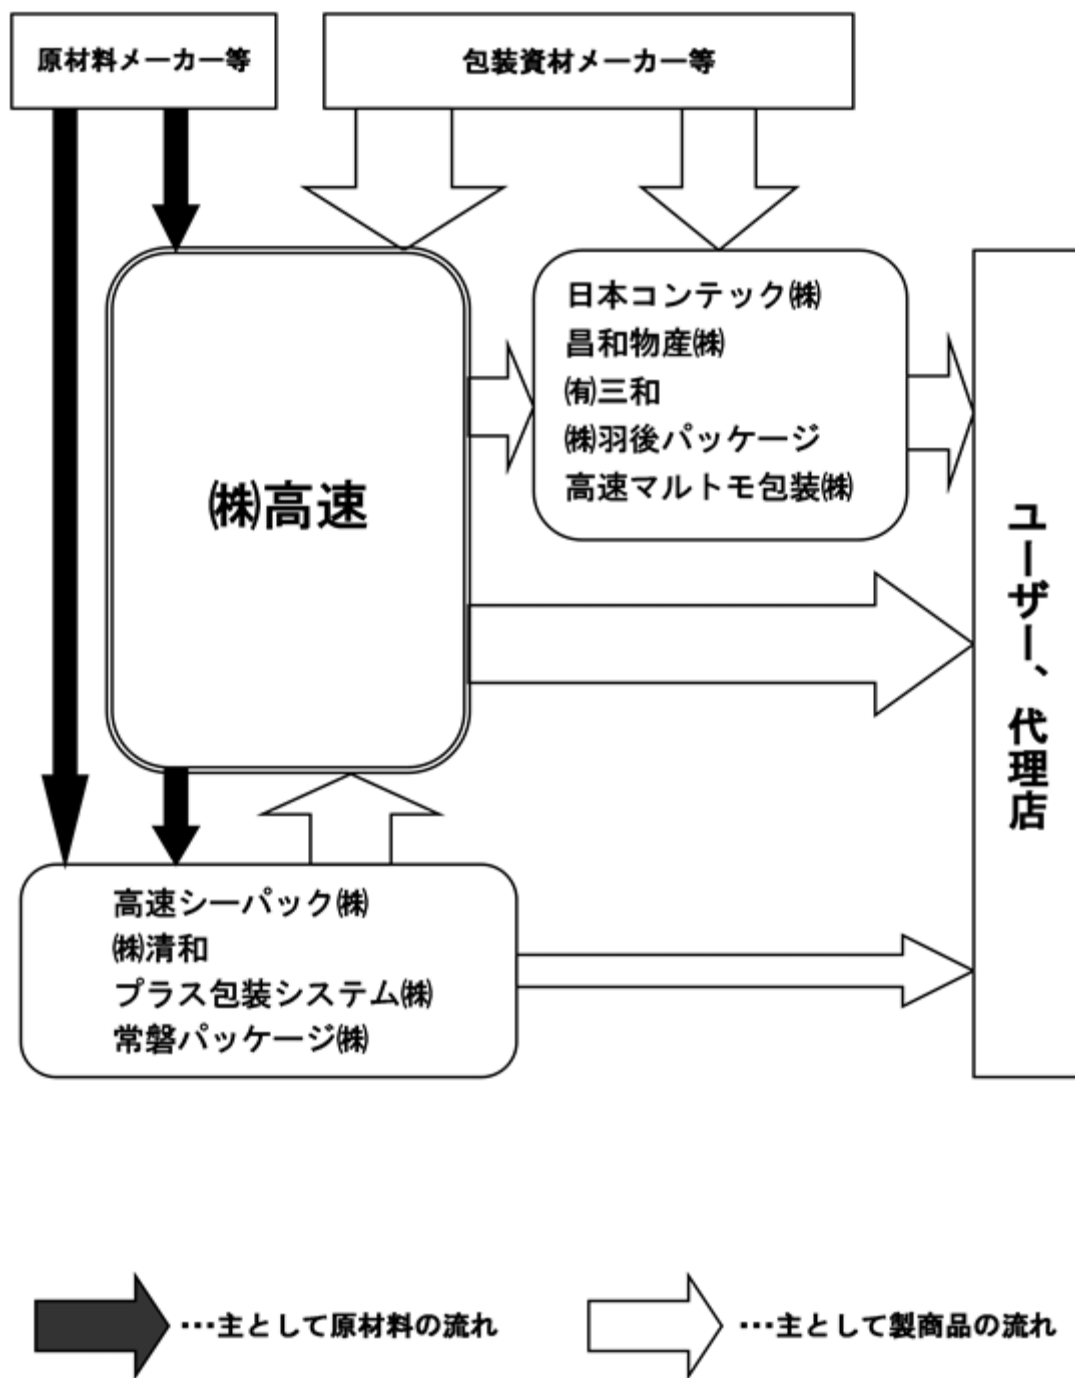 原材料メーカー等
包装資材メーカー等
日本コンテック㈱
昌和物産㈱
㈲三和
㈱羽後パッケージ
高速マルトモ包装㈱
㈱高速
ユーザー、代理店
高速シーパック㈱
㈱清和
プラス包装システム㈱
常磐パッケージ㈱
…主として原材料の流れ
…主として製商品の流れ